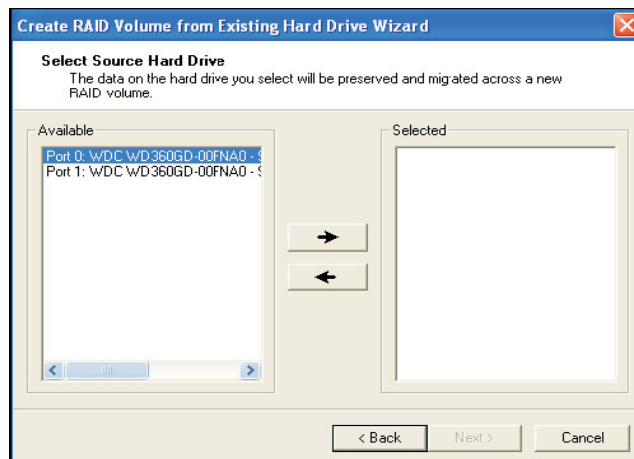 Create RAID Volume from Existing Hard Drive Wizard
Select Source Hard Drive
The data on the hard drive you select will be preserved and migrated across a new
RAID volume.
Available
Selected
Port 0: WDC WD360GD-00FNA0 - S
Port 1: WDC WD360GD-00FNA0 - S
< Back
Next >
Cancel